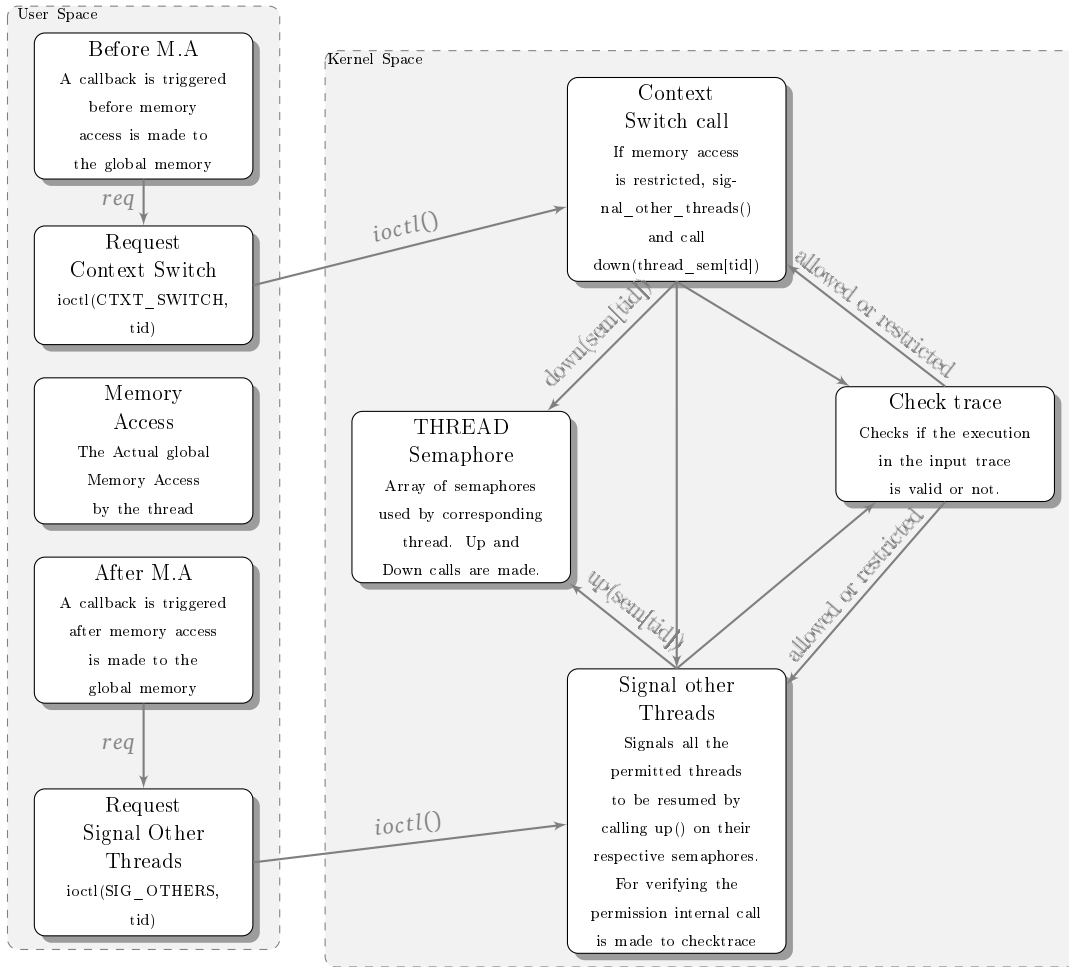 User Space
Before M.A
A callback is triggered
before memory
access is made to
the global memory
req
Request
Context Switch
ioctl(CTXT_SWITCH,
tid)
Memory
Access
The Actual global
Memory Access
by the thread
After M.A
A callback is triggered
after memory access
is made to the
global memory
req
Request
Signal Other
Threads
ioctl(SIG_OTHERS,
tid)
ioctl()
ioctl()
Kernel Space
Context
Switch call
If memory access
is restricted, sig-
nal_other_threads()
and call
down(thread_sem[tid])
down(sem[tid])
allowed or restricted
THREAD
Semaphore
Array of semaphores
used by corresponding
thread. Up and
Down calls are made.
Check trace
Checks if the execution
in the input trace
is valid or not.
up(sem[tid])
allowed or restricted
Signal other
Threads
Signals all the
permitted threads
to be resumed by
calling up() on their
respective semaphores.
For verifying the
permission internal call
is made to checktrace